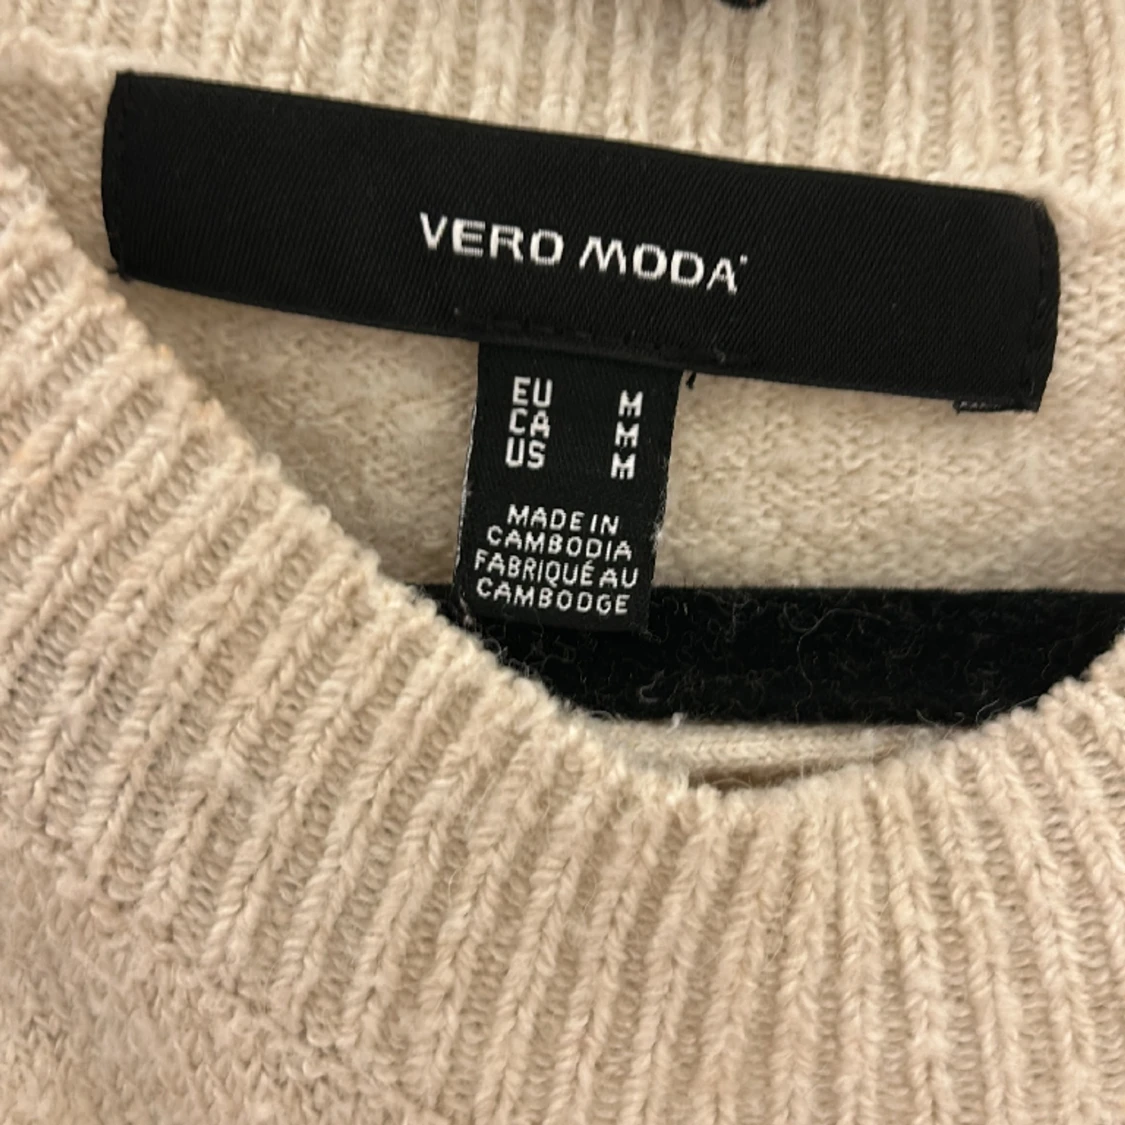 VERO MODA
EU M
CA M
US M
MADE IN
CAMBODIA
FABRIQUÉ AU
CAMBODGE